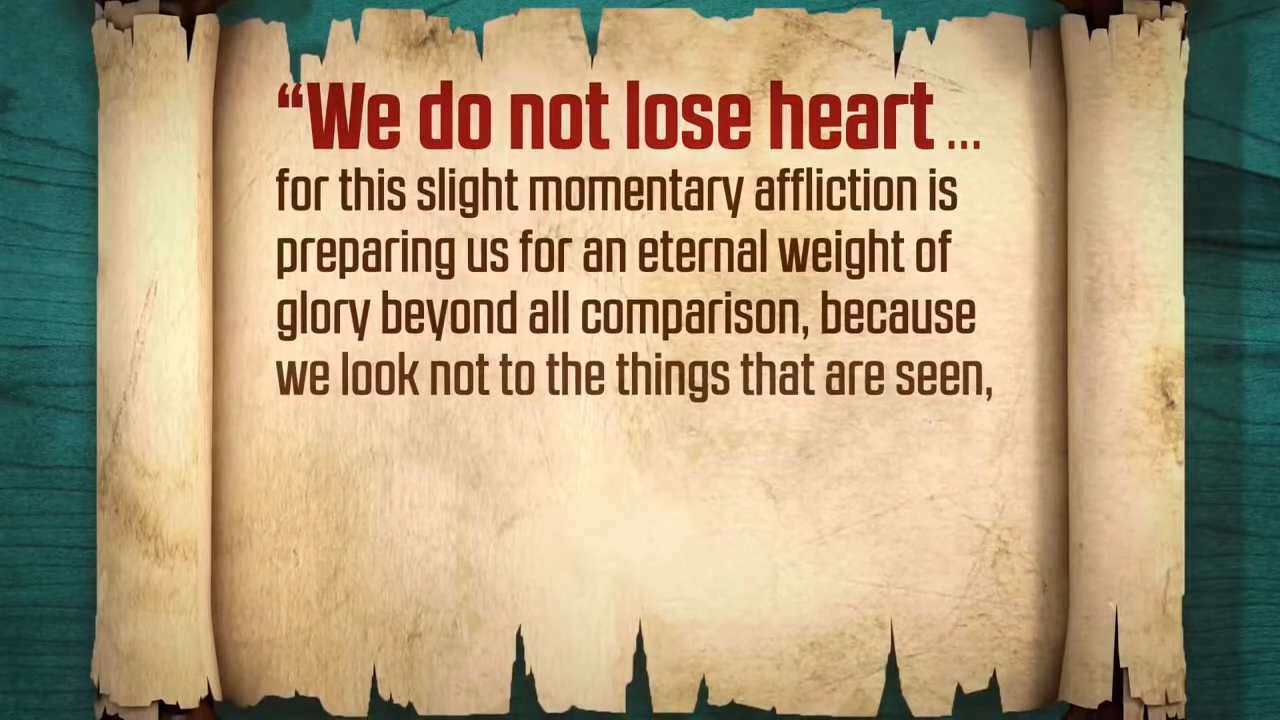 “We do not lose heart ...
for this slight momentary affliction is
preparing us for an eternal weight of
glory beyond all comparison, because
we look not to the things that are seen,